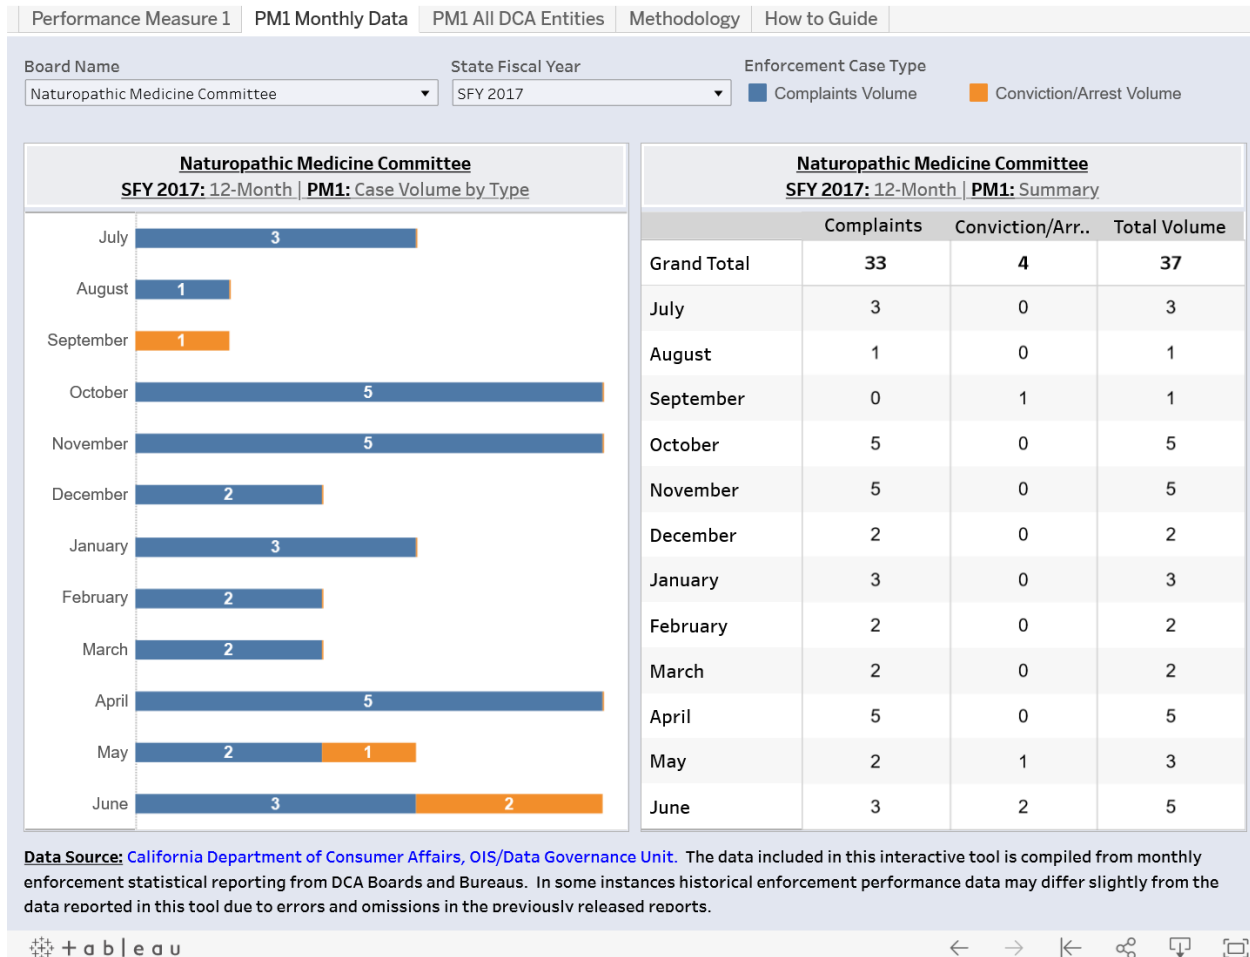 Performance Measure 1 PM1 Monthly Data PM1 All DCA Entities Methodology How to Guide
Board Name State Fiscal Year Enforcement Case Type
Naturopathic Medicine Committee SFY 2017 Complaints Volume Conviction/Arrest Volume
Naturopathic Medicine Committee
SFY 2017: 12-Month | PM1: Case Volume by Type
July 3
August 1
September 1
October 5
November 5
December 2
January 3
February 2
March 2
April 5
May 2 1
June 3 2
Naturopathic Medicine Committee
SFY 2017: 12-Month | PM1: Summary
Complaints Conviction/Arr.. Total Volume
Grand Total 33 4 37
July 3 0 3
August 1 0 1
September 0 1 1
October 5 0 5
November 5 0 5
December 2 0 2
January 3 0 3
February 2 0 2
March 2 0 2
April 5 0 5
May 2 1 3
June 3 2 5
Data Source: California Department of Consumer Affairs, OIS/Data Governance Unit. The data included in this interactive tool is compiled from monthly
enforcement statistical reporting from DCA Boards and Bureaus. In some instances historical enforcement performance data may differ slightly from the
data reported in this tool due to errors and omissions in the previously released reports.
+ableau